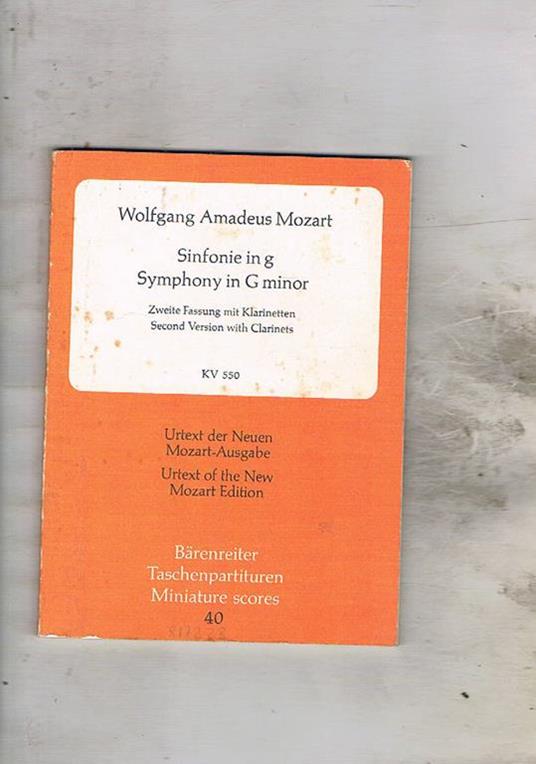 Wolfgang Amadeus Mozart
Sinfonie in g
Symphony in G minor
Zweite Fassung mit Klarinetten
Second Version with Clarinets
KV 550
Urtext der Neuen
Mozart-Ausgabe
Urtext of the New
Mozart Edition
Bärenreiter
Taschenpartituren
Miniature scores
40